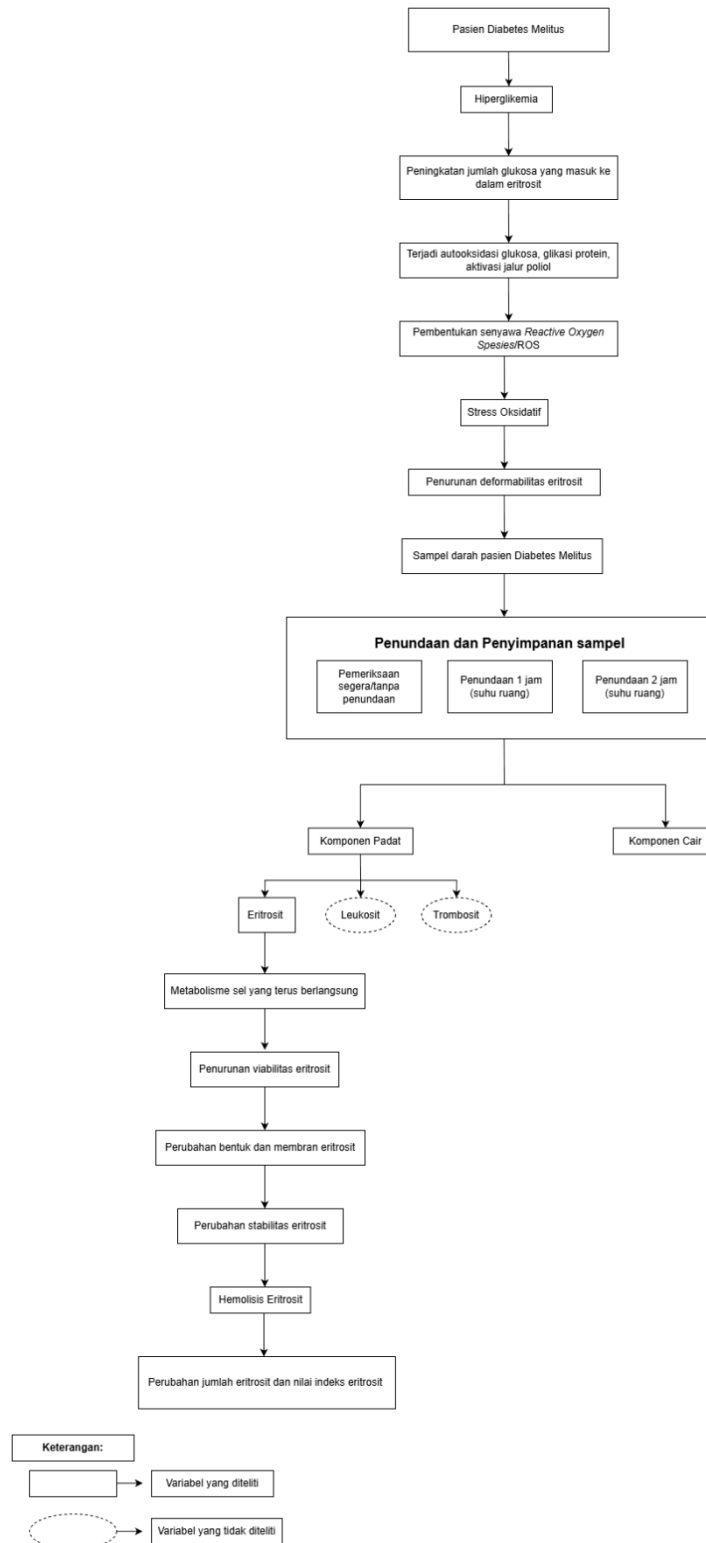 Pasien Diabetes Melitus
Hiperglikemia
Peningkatan jumlah glukosa yang masuk ke
dalam eritrosit
Terjadi autooksidasi glukosa, glikasi protein,
aktivasi jalur poliol
Pembentukan senyawa Reactive Oxygen
Spesies/ROS
Stress Oksidatif
Penurunan deformabilitas eritrosit
Sampel darah pasien Diabetes Melitus
Penundaan dan Penyimpanan sampel
Pemeriksaan
segera/tanpa
penundaan
Penundaan 1 jam
(suhu ruang)
Penundaan 2 jam
(suhu ruang)
Komponen Padat
Komponen Cair
Eritrosit
Leukosit
Trombosit
Metabolisme sel yang terus berlangsung
Penurunan viabilitas eritrosit
Perubahan bentuk dan membran eritrosit
Perubahan stabilitas eritrosit
Hemolisis Eritrosit
Perubahan jumlah eritrosit dan nilai indeks eritrosit
Keterangan:
Variabel yang diteliti
Variabel yang tidak diteliti